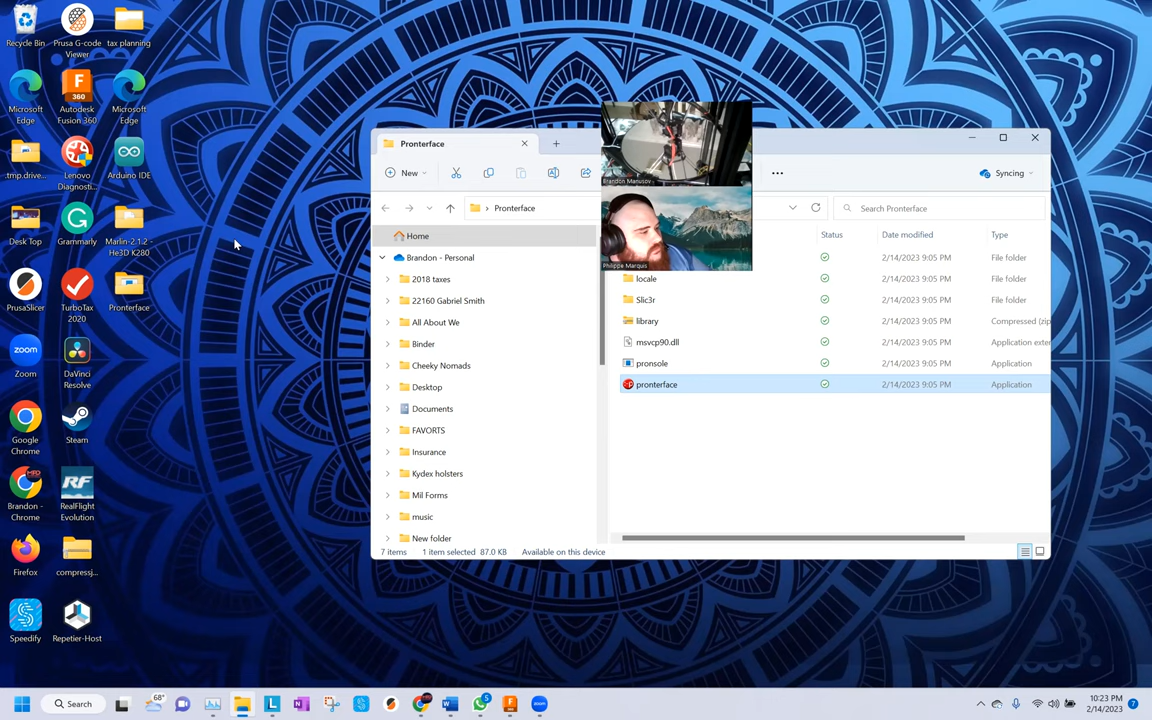 Recycle Bin
Prusa G-code Viewer
tax planning
Microsoft Edge
Autodesk Fusion 360
Microsoft Edge
.tmp.drive...
Lenovo Diagnosti...
Arduino IDE
Desk Top
Grammarly
Marlin-2.1.2 - He3D K280
PrusaSlicer
TurboTax 2020
Pronterface
Zoom
DaVinci Resolve
Google Chrome
Steam
Brandon - Chrome
RealFlight Evolution
Firefox
compressj...
Speedify
Repetier-Host
Pronterface
New
Syncing
Pronterface
Search Pronterface
Home
Brandon - Personal
2018 taxes
22160 Gabriel Smith
All About We
Binder
Cheeky Nomads
Desktop
Documents
FAVORTS
Insurance
Kydex holsters
Mil Forms
music
New folder
Brandon Manusov
Philippe Marquis
Status Date modified Type
2/14/2023 9:05 PM File folder
locale 2/14/2023 9:05 PM File folder
Slic3r 2/14/2023 9:05 PM File folder
library 2/14/2023 9:05 PM Compressed (zip
msvcp90.dll 2/14/2023 9:05 PM Application exten
pronsole 2/14/2023 9:05 PM Application
pronterface 2/14/2023 9:05 PM Application
7 items 1 item selected 87.0 KB Available on this device
Search
68°
5
10:23 PM
2/14/2023
7